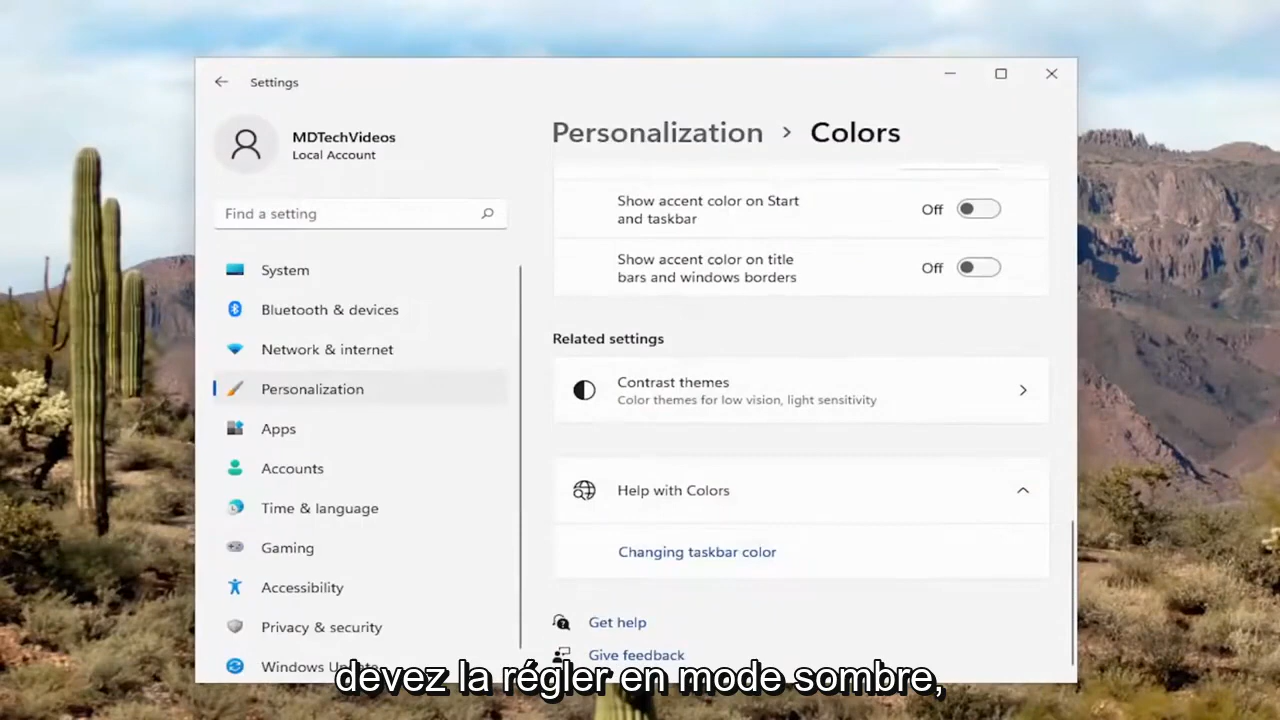 Settings
MDTechVideos
Local Account
Find a setting
System
Bluetooth & devices
Network & internet
Personalization
Apps
Accounts
Time & language
Gaming
Accessibility
Privacy & security
Windows Update
Personalization > Colors
Show accent color on Start
and taskbar
Off
Show accent color on title
bars and windows borders
Off
Related settings
Contrast themes
Color themes for low vision, light sensitivity
Help with Colors
Changing taskbar color
Get help
Give feedback
devez la régler en mode sombre,